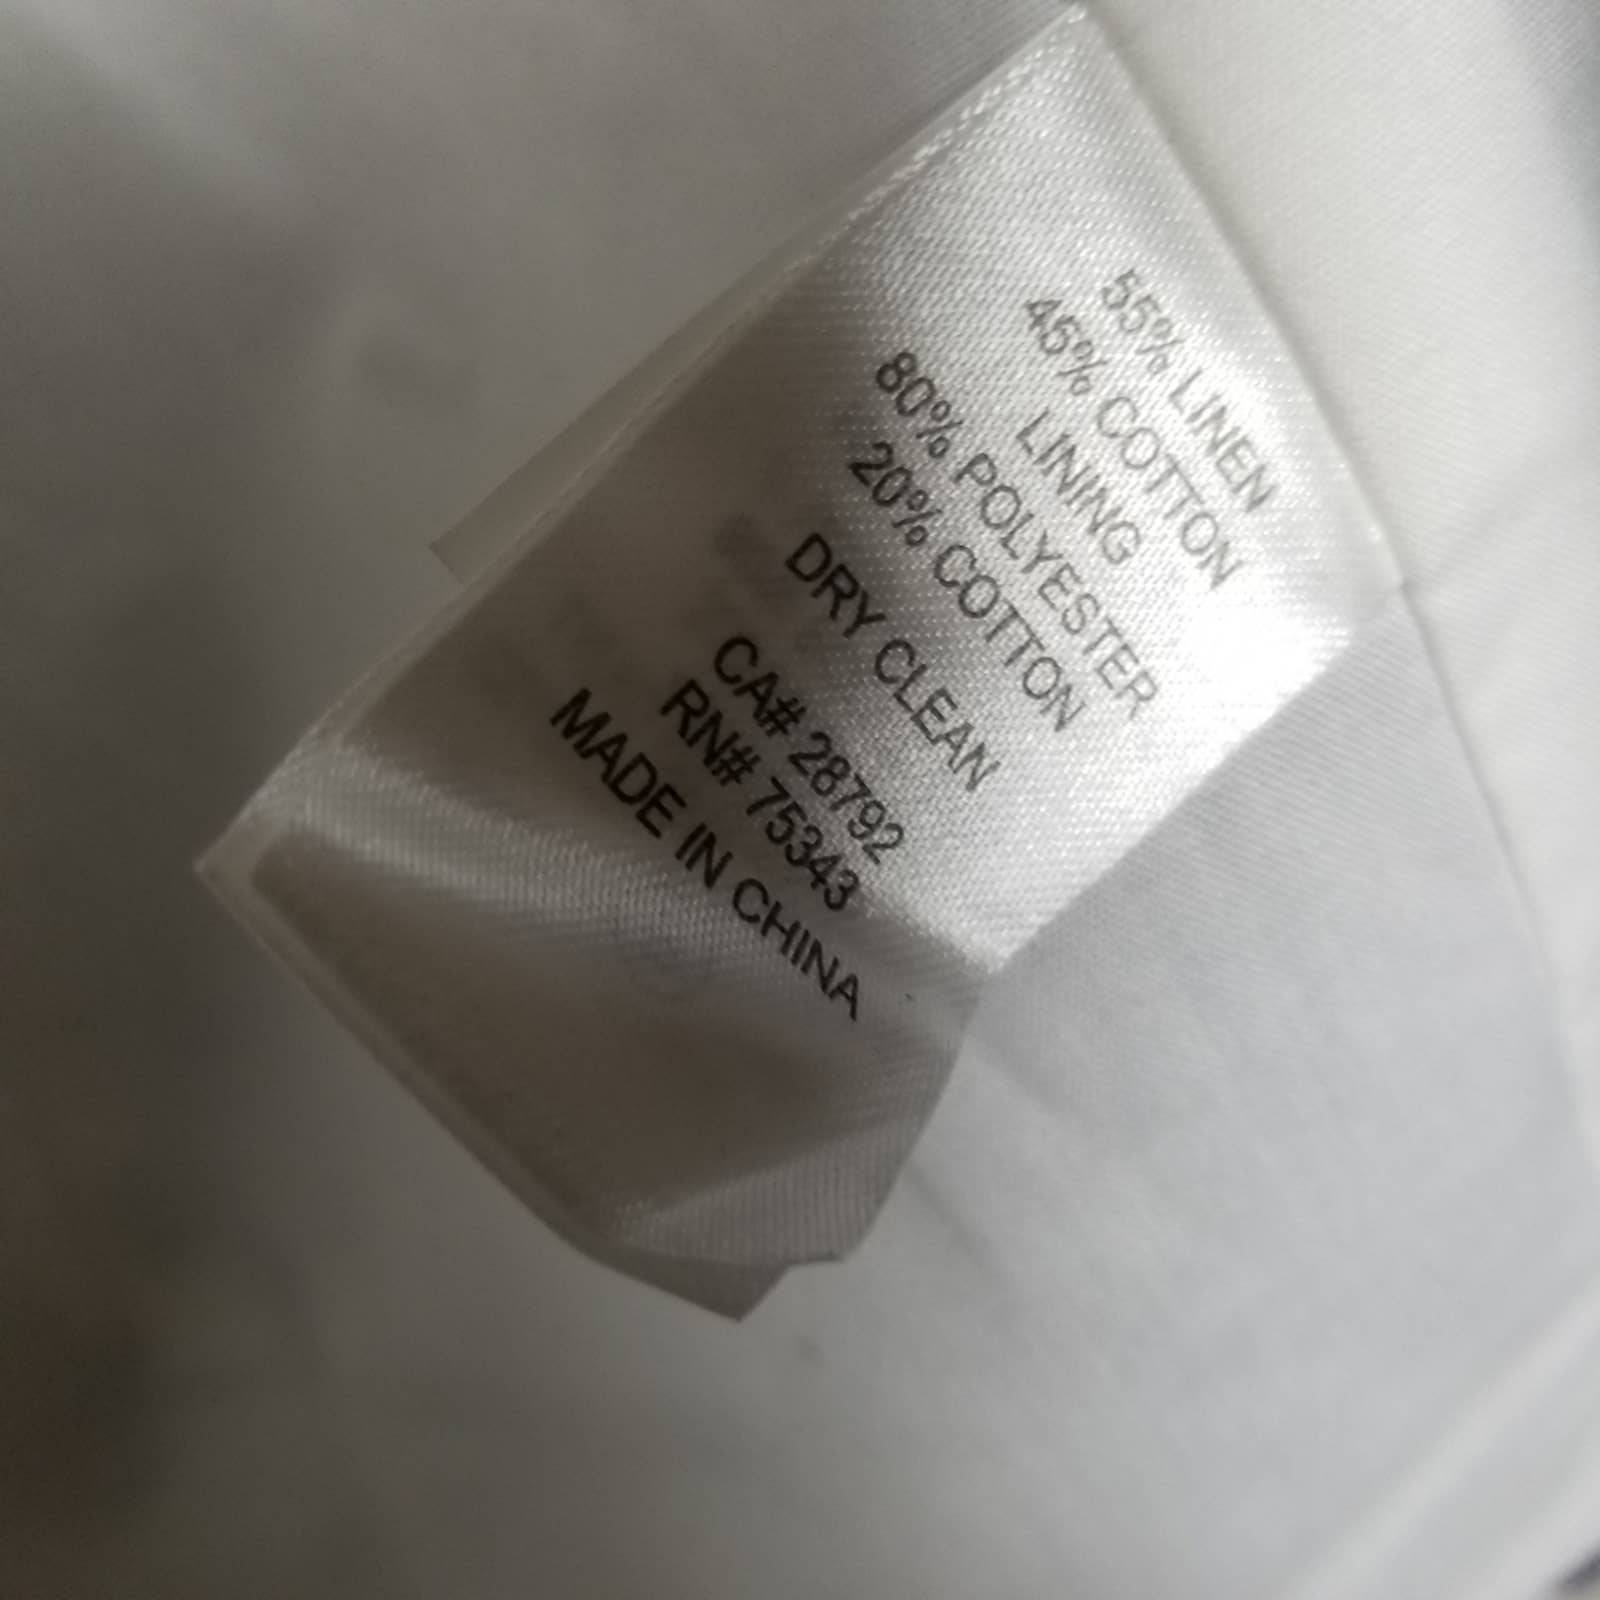 55% LINEN
45% COTTON
LINING
80% POLYESTER
20% COTTON
DRY CLEAN
CA# 28792
RN# 75343
MADE IN CHINA